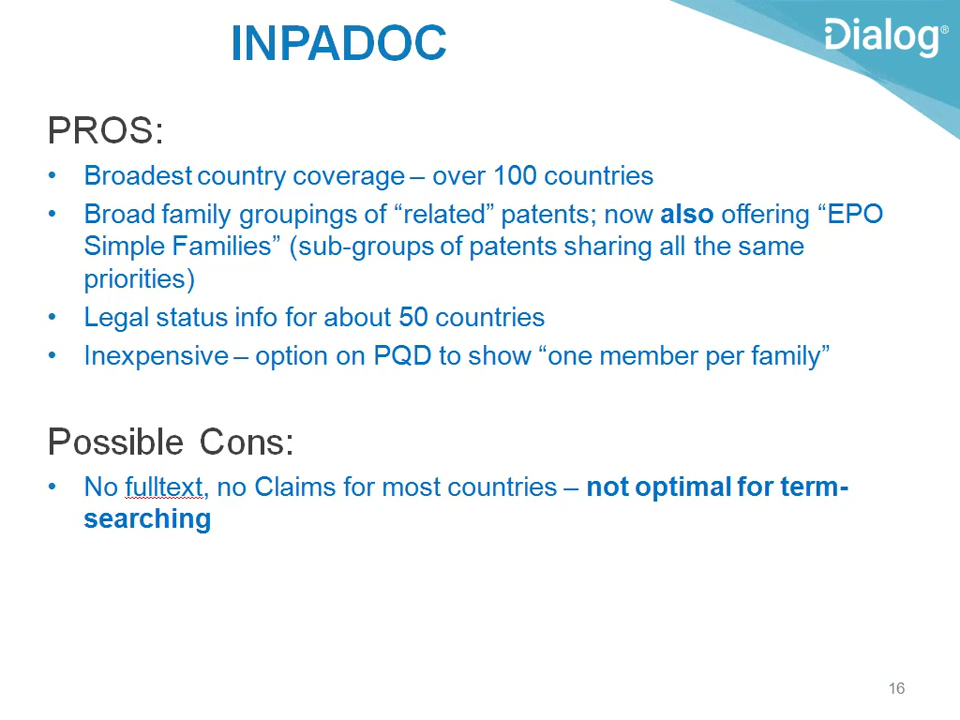 INPADOC
Dialog®
PROS:
• Broadest country coverage – over 100 countries
• Broad family groupings of “related” patents; now also offering “EPO
Simple Families” (sub-groups of patents sharing all the same
priorities)
• Legal status info for about 50 countries
• Inexpensive – option on PQD to show “one member per family”
Possible Cons:
• No fulltext, no Claims for most countries – not optimal for term-
searching
16